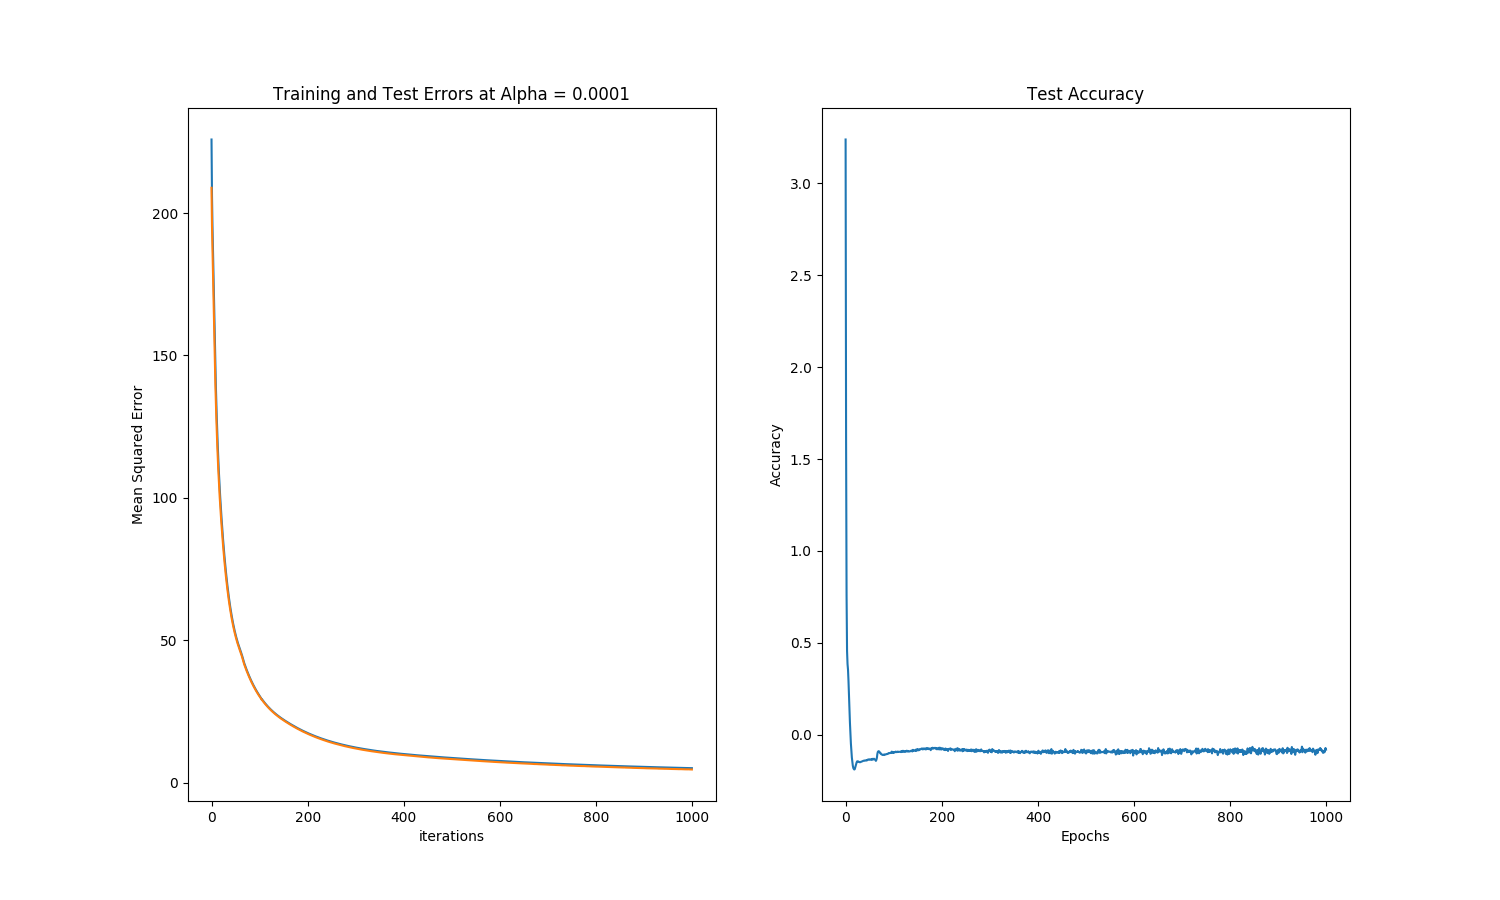 Training and Test Errors at Alpha = 0.0001
200
150
100
50
0
Mean Squared Error
0 200 400 600 800 1000
iterations
Test Accuracy
3.0
2.5
2.0
1.5
1.0
0.5
0.0
Accuracy
0 200 400 600 800 1000
Epochs